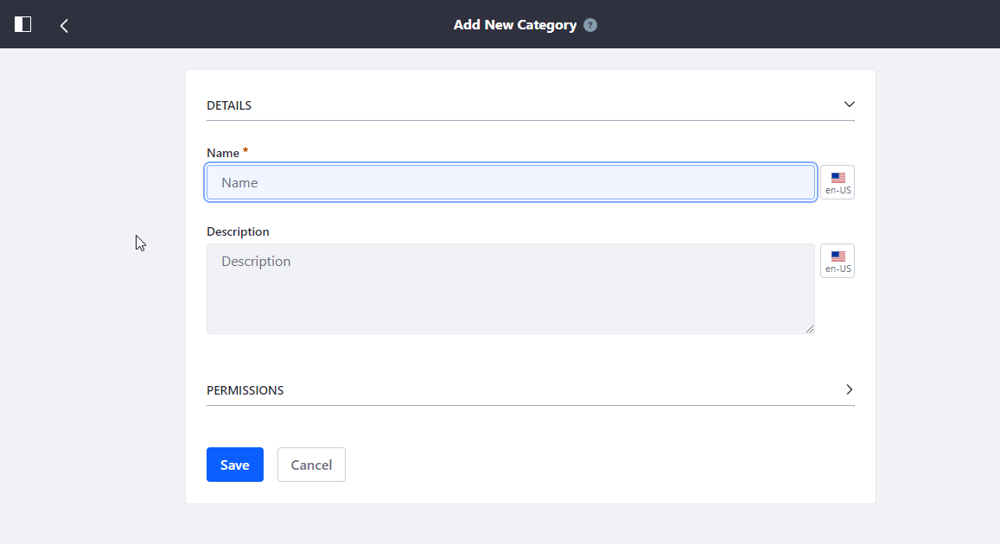 Add New Category ?
DETAILS
Name *
Name
en-US
Description
Description
en-US
PERMISSIONS
Save Cancel